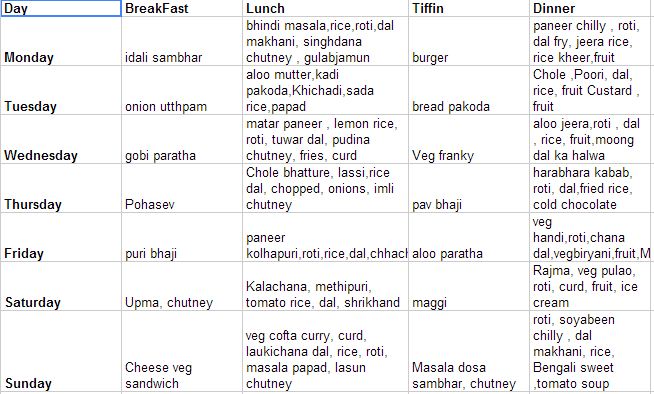 Day BreakFast Lunch Tiffin Dinner
Monday idali sambhar bhindi masala,rice,roti,dal makhani, singhdana chutney , gulabjamun burger paneer chilly , roti, dal fry, jeera rice, rice kheer,fruit
Tuesday onion utthpam aloo mutter,kadi pakoda,Khichadi,sada rice,papad bread pakoda Chole ,Poori, dal, rice, fruit Custard , fruit
Wednesday gobi paratha matar paneer , lemon rice, roti, tuwar dal, pudina chutney, fries, curd Veg franky aloo jeera,roti , dal , rice, fruit,moong dal ka halwa
Thursday Pohasev Chole bhatture, lassi,rice dal, chopped, onions, imli chutney pav bhaji harabhara kabab, roti, dal,fried rice, cold chocolate
Friday puri bhaji paneer kolhapuri,roti,rice,dal,chhach aloo paratha veg handi,roti,chana dal,vegbiryani,fruit,M
Saturday Upma, chutney Kalachana, methipuri, tomato rice, dal, shrikhand maggi Rajma, veg pulao, roti, curd, fruit, ice cream
Sunday Cheese veg sandwich veg cofta curry, curd, laukichana dal, rice, roti, masala papad, lasun chutney Masala dosa sambhar, chutney roti, soyabeen chilly , dal makhani, rice, Bengali sweet ,tomato soup